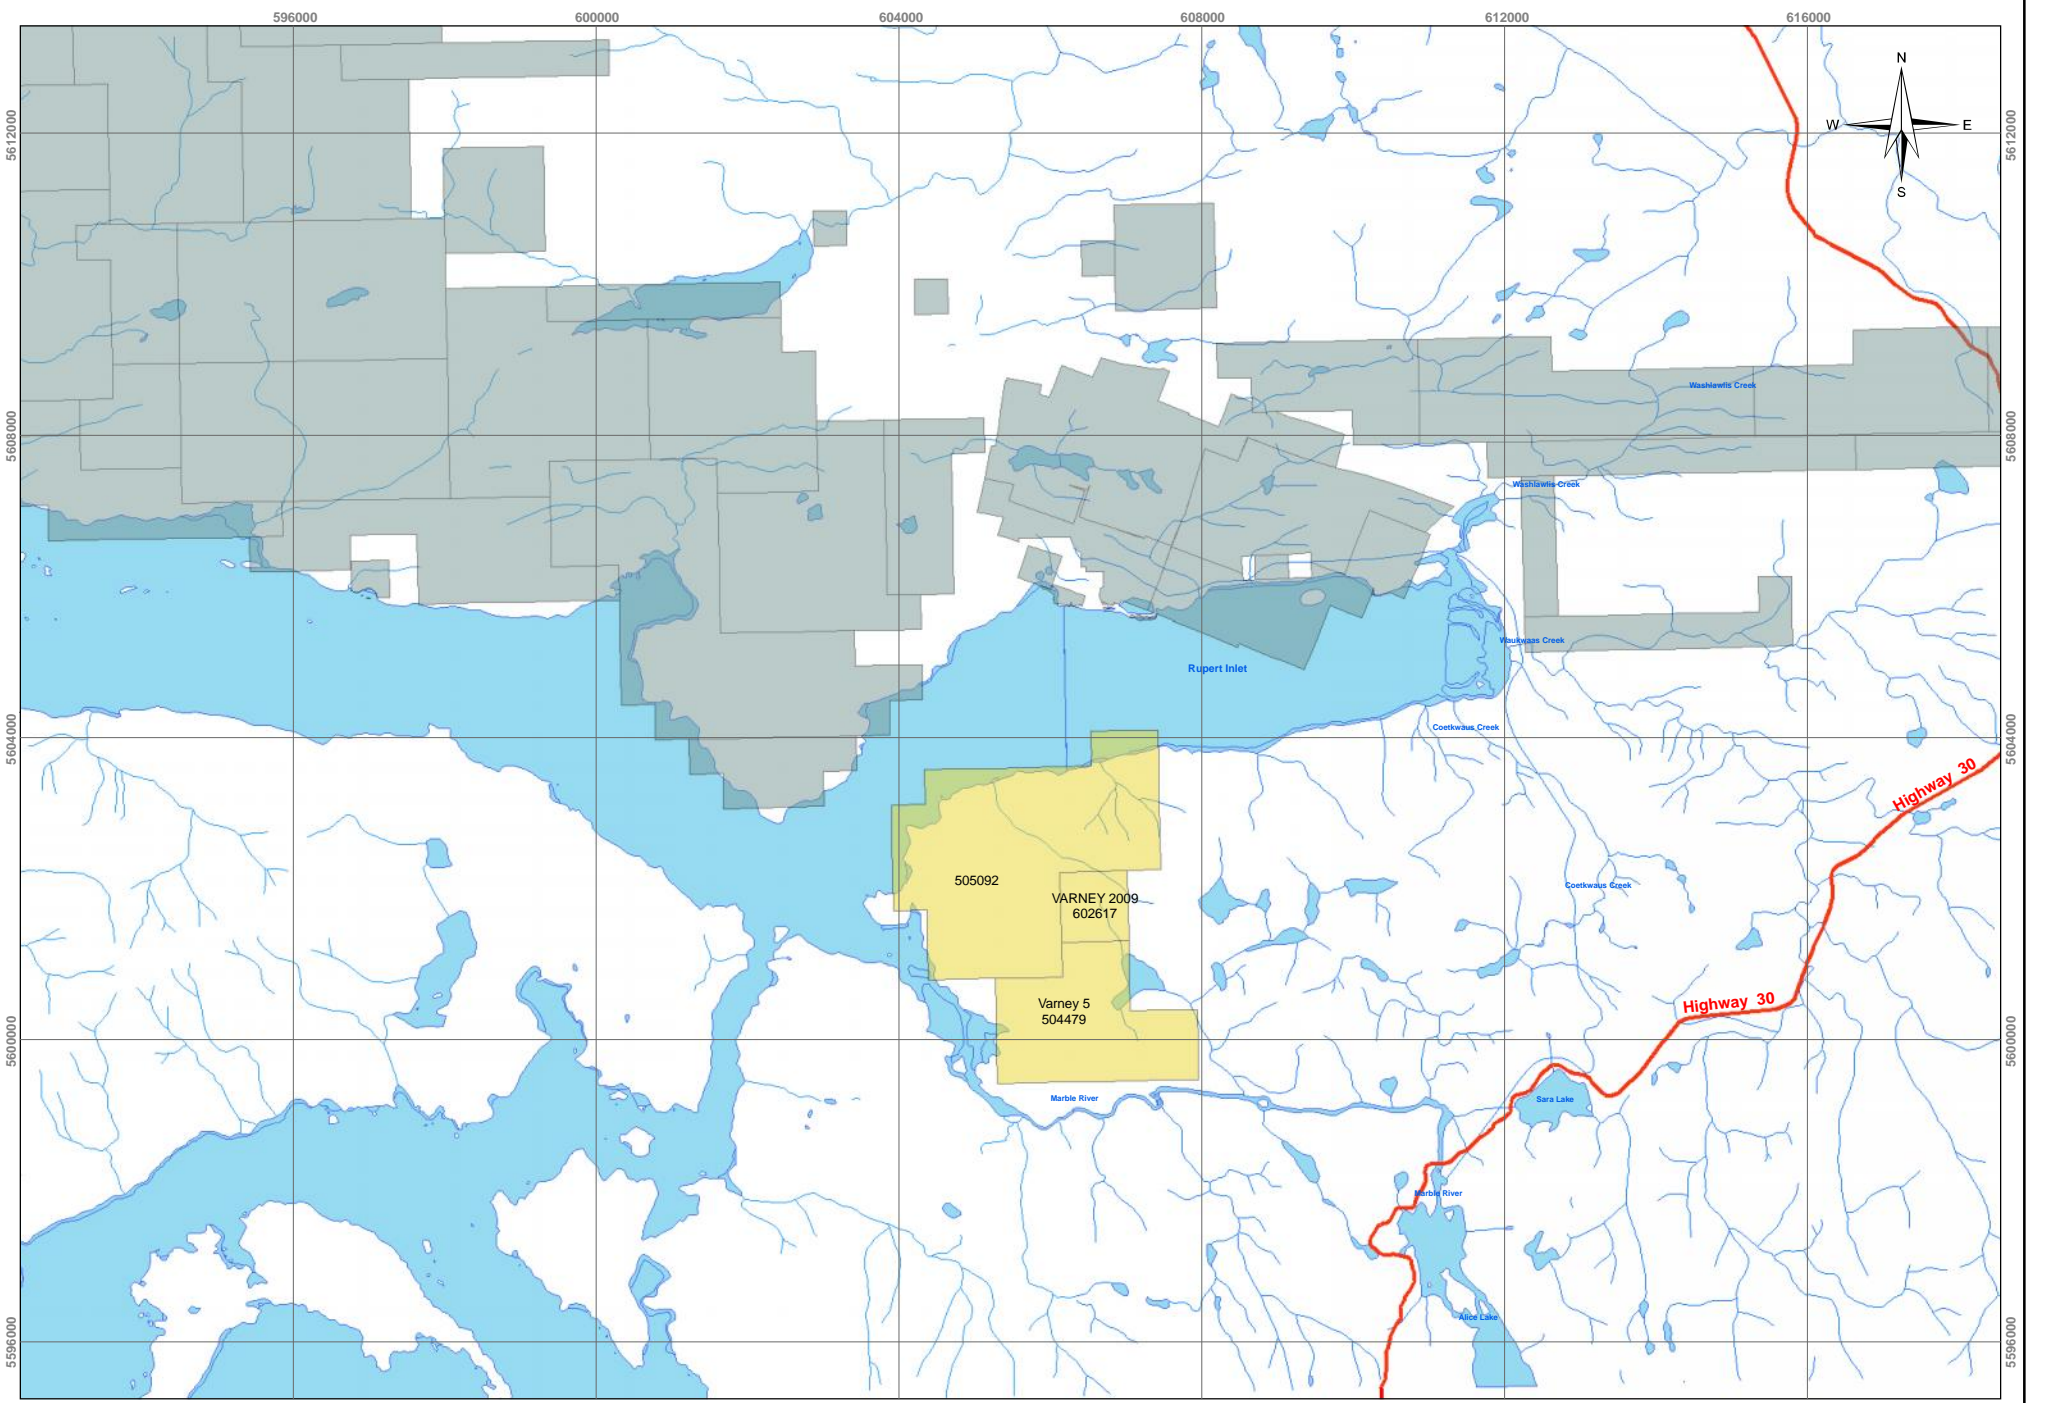 596000
600000
604000
608000
612000
616000
N
W
E
S
5612000
5612000
Washlawlis Creek
5608000
5608000
Washlawlis Creek
Waukwaas Creek
Rupert Inlet
Coetkwaus Creek
5604000
5604000
Highway 30
505092
Coetkwaus Creek
VARNEY 2009
602617
Highway 30
Varney 5
504479
5600000
5600000
Marble River
Sara Lake
Marble River
Alice Lake
5596000
5596000